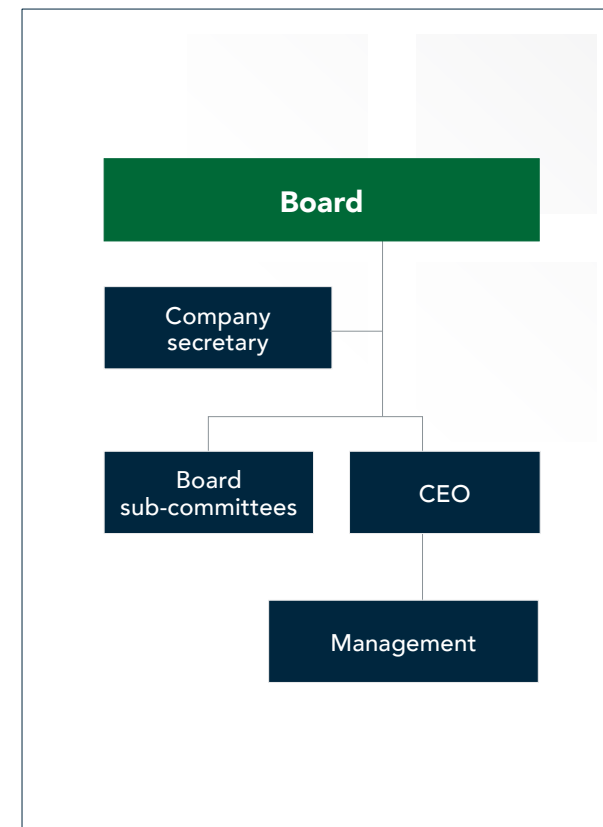 Board
Company
secretary
Board
sub-committees
CEO
Management